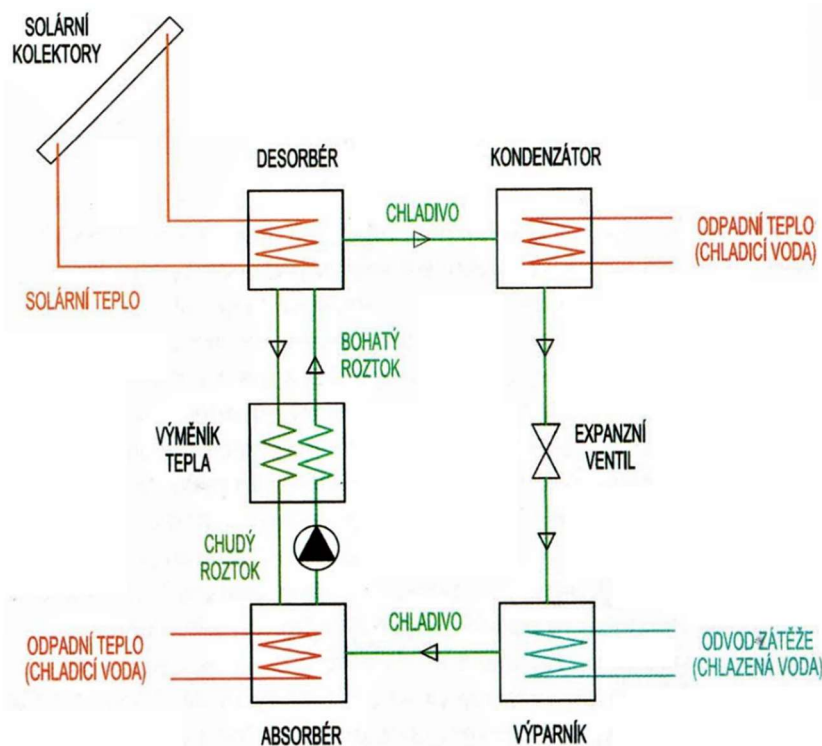 SOLÁRNÍ
KOLEKTORY
DESORBÉR
KONDENZÁTOR
CHLADIVO
ODPADNÍ TEPLO
(CHLADICÍ VODA)
SOLÁRNÍ TEPLO
BOHATÝ
ROZTOK
VÝMĚNÍK
TEPLA
EXPANZNÍ
VENTIL
CHUDÝ
ROZTOK
CHLADIVO
ODPADNÍ TEPLO
(CHLADICÍ VODA)
ODVOD ZÁTĚŽE
(CHLAZENÁ VODA)
ABSORBÉR
VÝPARNÍK